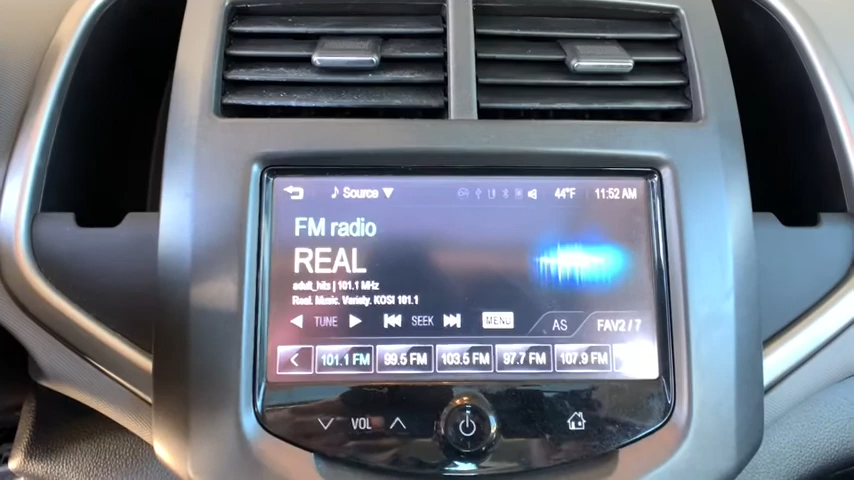 Source 44°F 11:52 AM
FM radio
REAL
adult_hits | 101.1 MHz
Real. Music. Variety. KOSI 101.1
TUNE SEEK MENU AS FAV2 / 7
101.1 FM 99.5 FM 103.5 FM 97.7 FM 107.9 FM
VOL